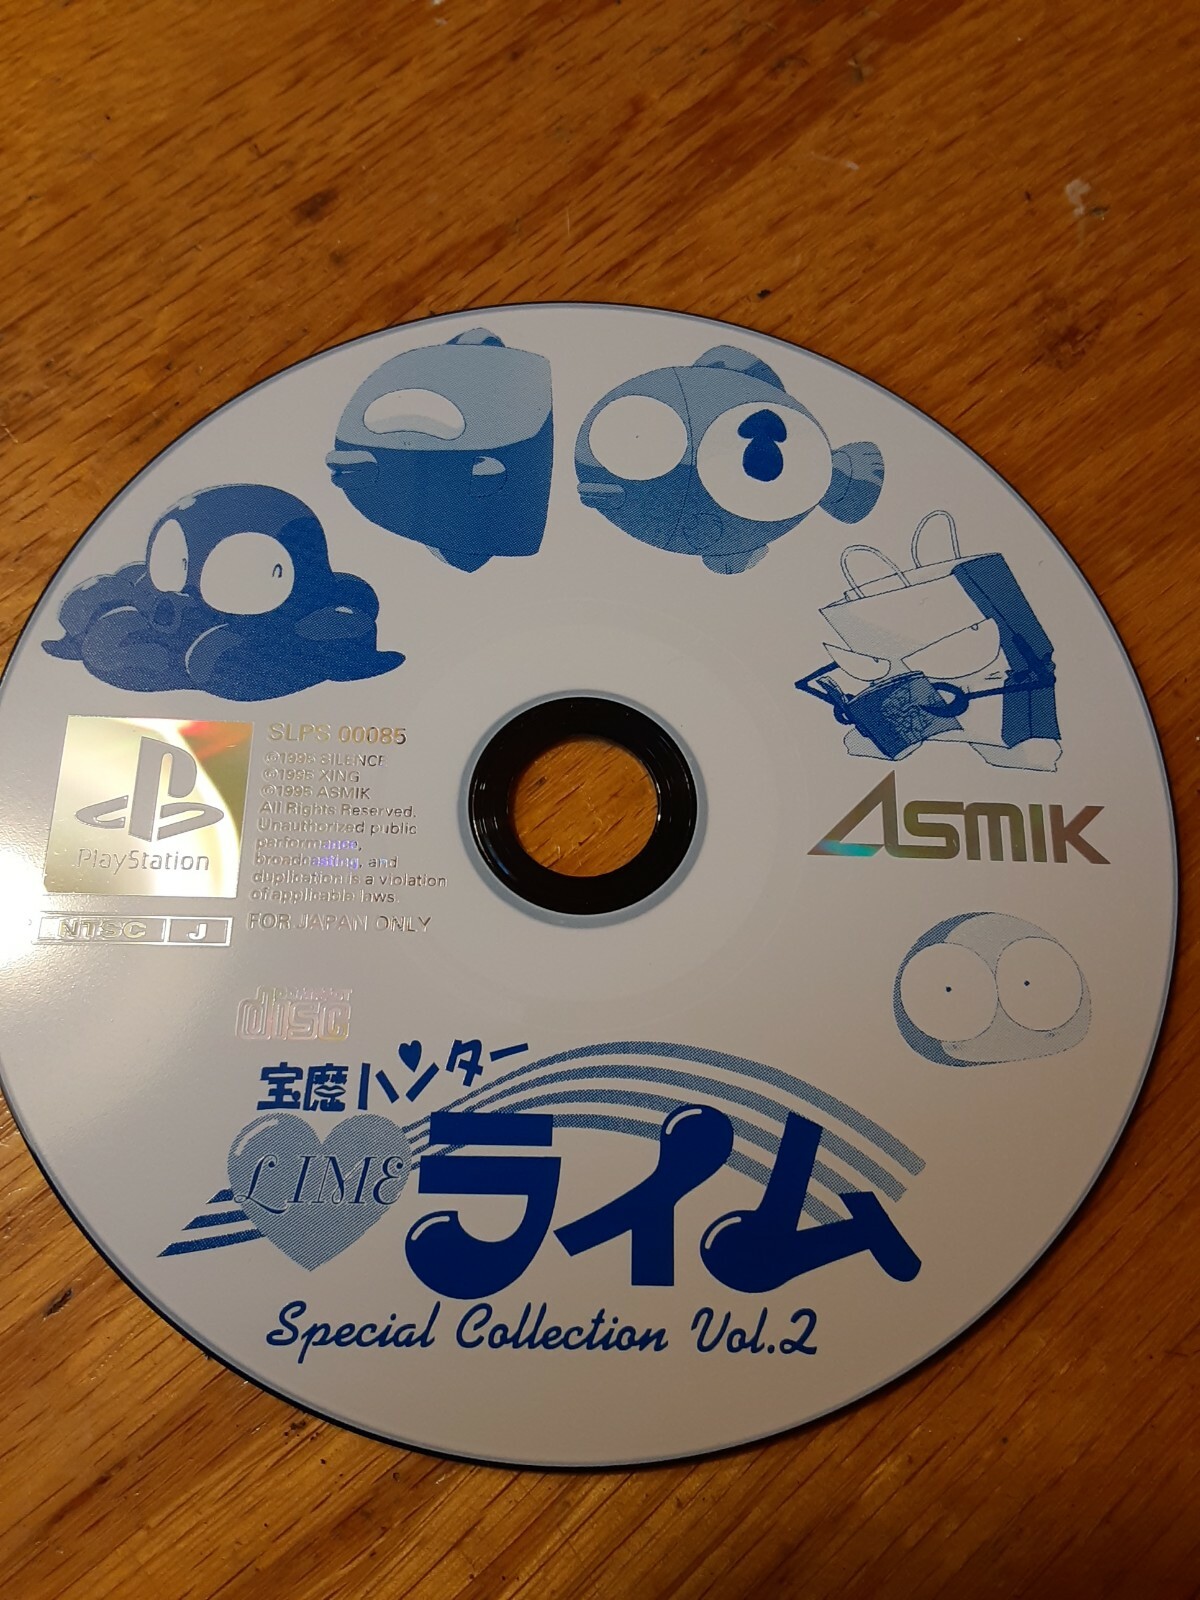 SLPS 00085
©1995 SILENCE
©1995 XING
©1995 ASMIK
All Rights Reserved.
Unauthorized public
performance,
broadcasting, and
duplication is a violation
of applicable laws.
PlayStation
NTSC J
FOR JAPAN ONLY
ASMIK
COMPACT
disc
宝魔ハンター
LIME
ライム
Special Collection Vol.2